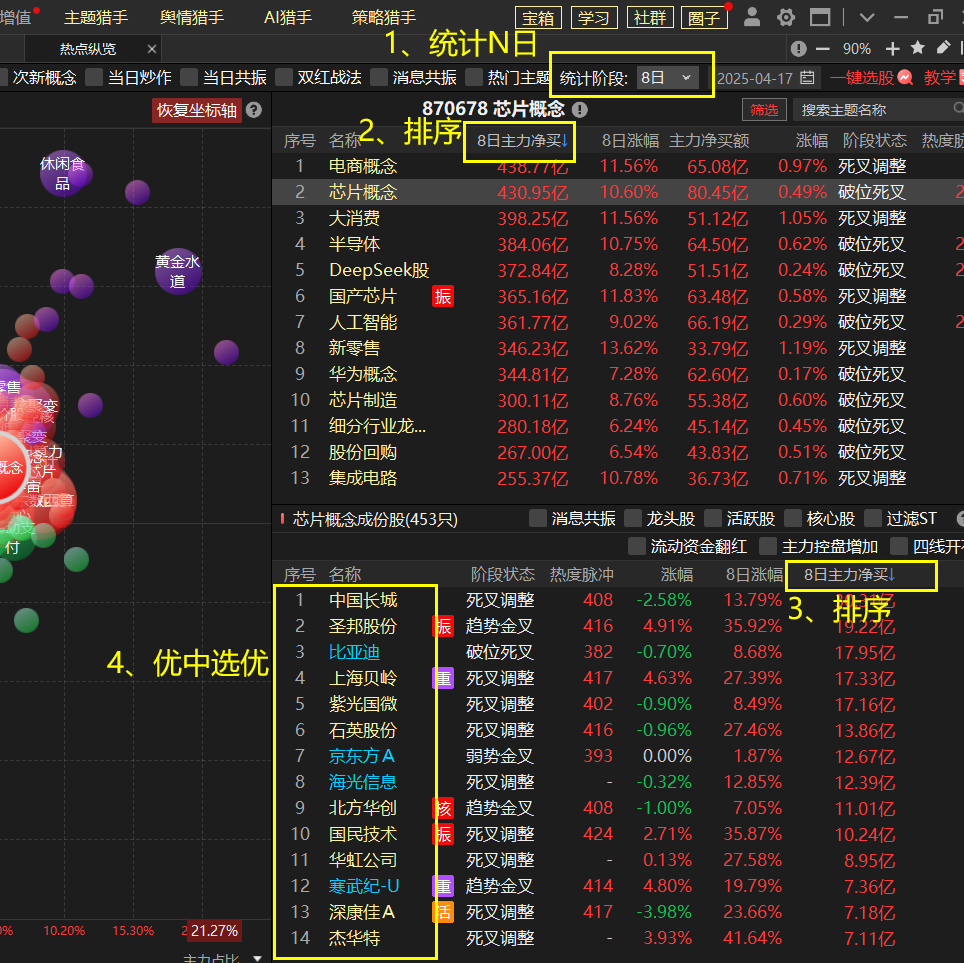 增值 主题猎手 舆情猎手 AI猎手 策略猎手 宝箱 学习 社群 圈子
热点纵览 × 90%
1、统计N日
次新概念 当日炒作 当日共振 双红战法 消息共振 热门主题 统计阶段: 8日 2025-04-17 一键选股 教学
恢复坐标轴 ? 870678 芯片概念 筛选 搜索主题名称
2、排序
序号 名称 8日主力净买↓ 8日涨幅 主力净买额 涨幅 阶段状态 热度脉
1 电商概念 438.77亿 11.56% 65.08亿 0.97% 死叉调整
2 芯片概念 430.95亿 10.60% 80.45亿 0.49% 破位死叉 2
3 大消费 398.25亿 11.56% 51.12亿 1.05% 死叉调整
4 半导体 384.06亿 10.75% 64.50亿 0.62% 破位死叉 2
5 DeepSeek股 372.84亿 8.28% 51.51亿 0.24% 破位死叉 2
6 国产芯片 振 365.16亿 11.83% 63.48亿 0.58% 死叉调整
7 人工智能 361.77亿 9.02% 66.19亿 0.29% 破位死叉 2
8 新零售 346.23亿 13.62% 33.79亿 1.19% 死叉调整
9 华为概念 344.81亿 7.28% 62.60亿 0.17% 破位死叉
10 芯片制造 300.11亿 8.76% 55.38亿 0.60% 破位死叉
11 细分行业龙... 280.18亿 6.24% 45.14亿 0.45% 破位死叉
12 股份回购 267.00亿 6.54% 43.83亿 0.51% 破位死叉
13 集成电路 255.37亿 10.78% 36.73亿 0.71% 死叉调整
休闲食
品
黄金水
道
零售
聚变
概念
付
芯片概念成份股(453只) 消息共振 龙头股 活跃股 核心股 过滤ST
流动资金翻红 主力控盘增加 四线开
序号 名称 阶段状态 热度脉冲 涨幅 8日涨幅 8日主力净买↓
3、排序
4、优中选优
1 中国长城 死叉调整 408 -2.58% 13.79%
2 圣邦股份 振 趋势金叉 416 4.91% 35.92% 19.22亿
3 比亚迪 破位死叉 382 -0.70% 8.68% 17.95亿
4 上海贝岭 重 死叉调整 417 4.63% 27.39% 17.33亿
5 紫光国微 死叉调整 402 -0.90% 8.49% 17.16亿
6 石英股份 死叉调整 416 -0.96% 27.46% 13.86亿
7 京东方A 弱势金叉 393 0.00% 1.87% 12.67亿
8 海光信息 死叉调整 - -0.32% 12.85% 12.39亿
9 北方华创 核 趋势金叉 408 -1.00% 7.05% 11.01亿
10 国民技术 振 死叉调整 424 2.71% 35.87% 10.24亿
11 华虹公司 死叉调整 - 0.13% 27.58% 8.95亿
12 寒武纪-U 重 趋势金叉 414 4.80% 19.79% 7.36亿
13 深康佳A 活 死叉调整 417 -3.98% 23.66% 7.18亿
14 杰华特 死叉调整 - 3.93% 41.64% 7.11亿
0% 10.20% 15.30% 2 21.27%
主力占比